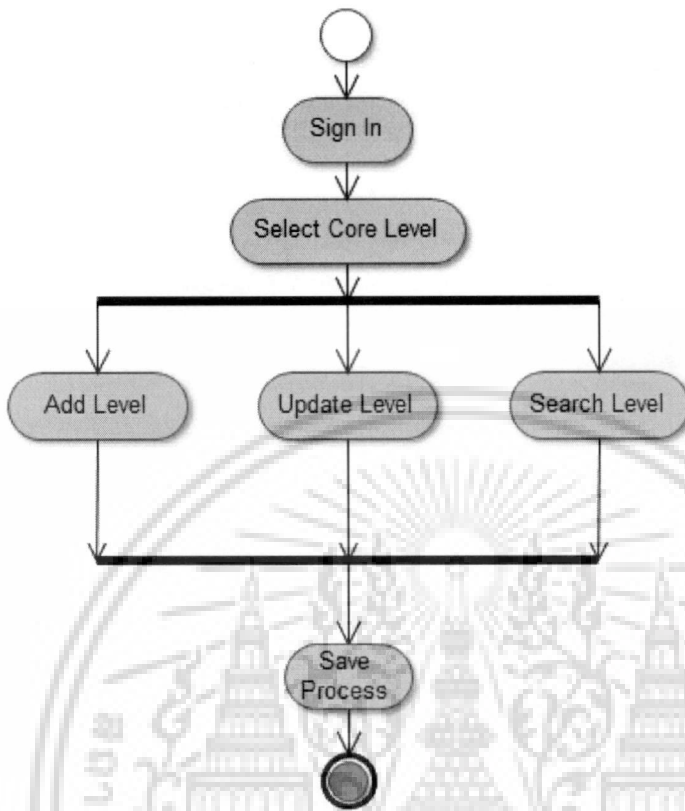 Sign In
Select Core Level
Add Level
Update Level
Search Level
Save
Process